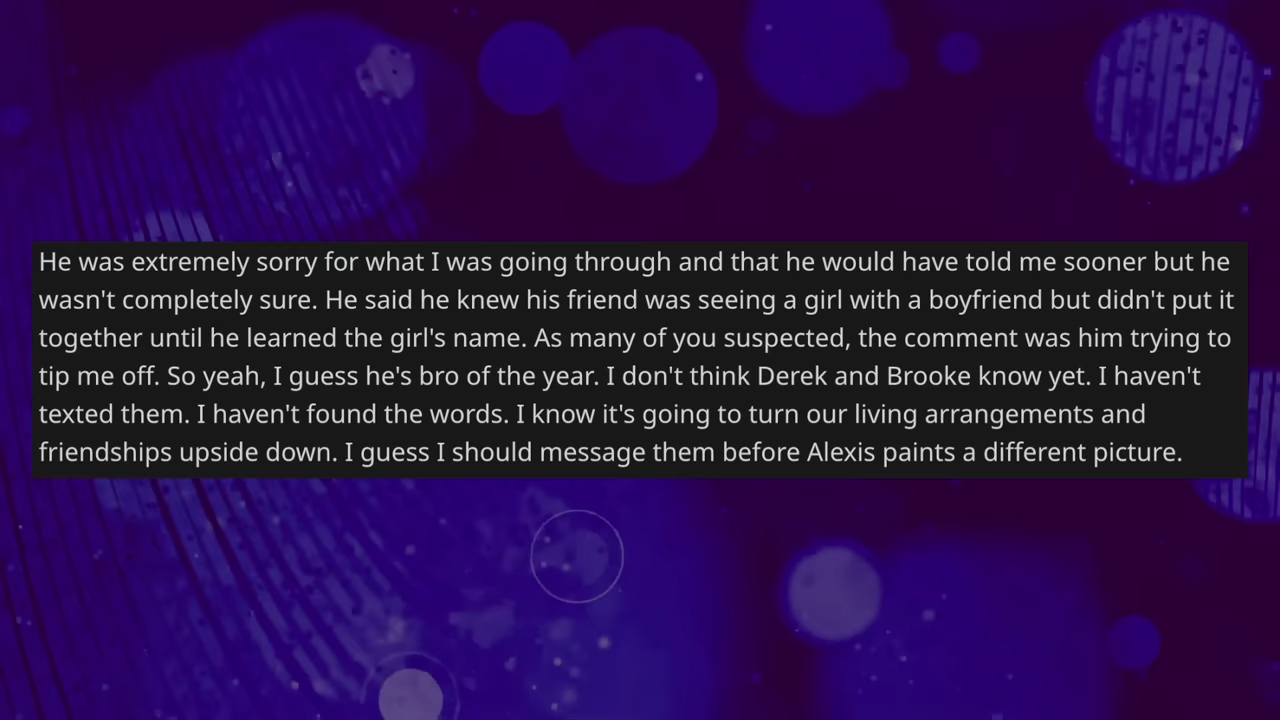 He was extremely sorry for what I was going through and that he would have told me sooner but he
wasn't completely sure. He said he knew his friend was seeing a girl with a boyfriend but didn't put it
together until he learned the girl's name. As many of you suspected, the comment was him trying to
tip me off. So yeah, I guess he's bro of the year. I don't think Derek and Brooke know yet. I haven't
texted them. I haven't found the words. I know it's going to turn our living arrangements and
friendships upside down. I guess I should message them before Alexis paints a different picture.